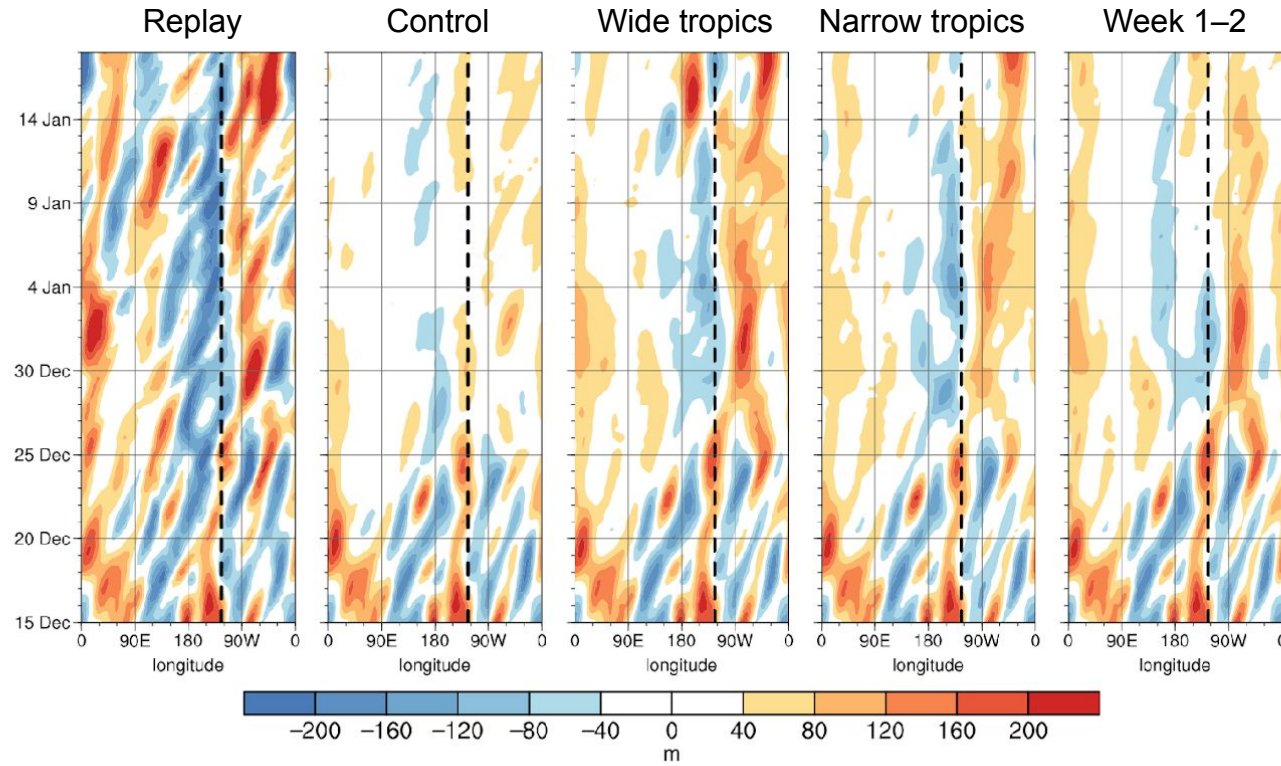 Replay Control Wide tropics Narrow tropics Week 1–2
14 Jan
9 Jan
4 Jan
30 Dec
25 Dec
20 Dec
15 Dec
0 90E 180 90W 0 0 90E 180 90W 0 0 90E 180 90W 0 0 90E 180 90W 0 0 90E 180 90W
longitude longitude longitude longitude longitude
−200 −160 −120 −80 −40 0 40 80 120 160 200
m